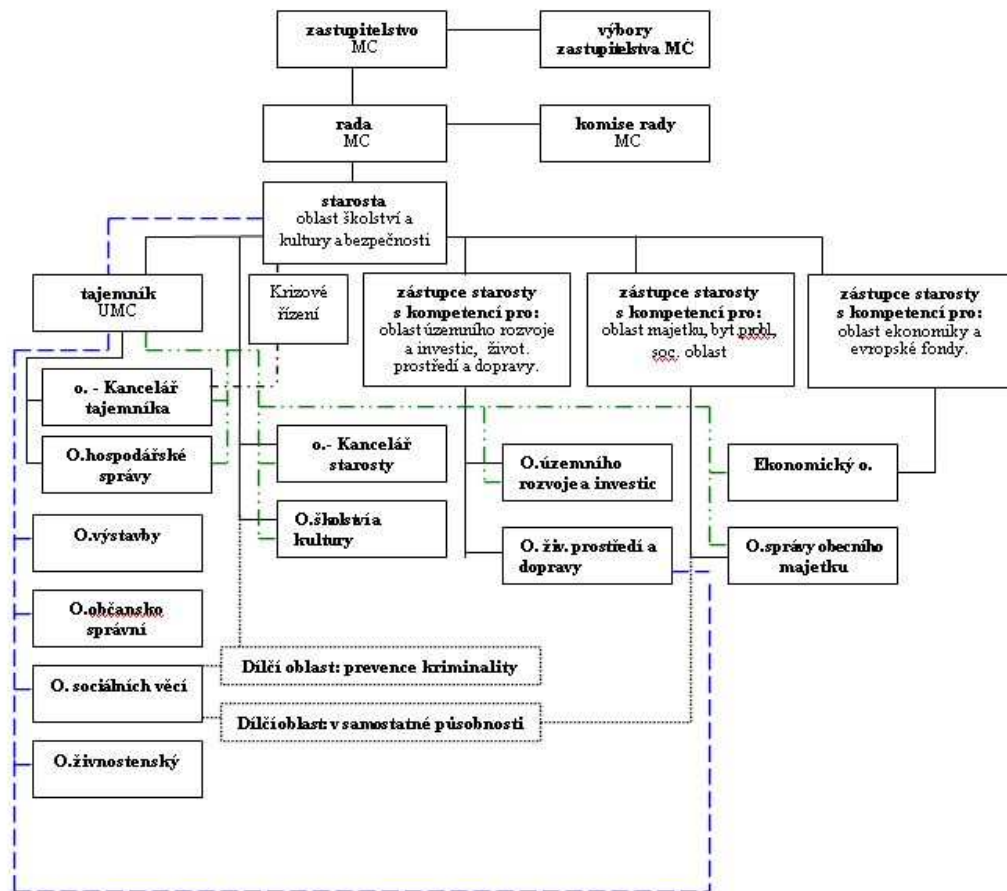 zastupitelstvo
MC
výbory
zastupitelstva MČ
rada
MC
komise rady
MC
starosta
oblast školství a
kultury a bezpečnosti
tajemník
UMC
Krizové
řízení
zástupce starosty
s kompetencí pro:
oblast územního rozvoje
a investic, život.
prostředí a dopravy.
zástupce starosty
s kompetencí pro:
oblast majetku, byt.probl,
soc. oblast
zástupce starosty
s kompetencí pro:
oblast ekonomiky a
evropské fondy.
o. - Kancelář
tajemníka
O.hospodářské
správy
o.- Kancelář
starosty
O.územního
rozvoje a investic
Ekonomický o.
O.výstavby
O.školství a
kultury
O. živ. prostředí a
dopravy
O.správy obecního
majetku
O.občansko
správní
O. sociálních věcí
Dílčí oblast: prevence kriminality
Dílčí oblast: v samostatné působnosti
O.živnostenský